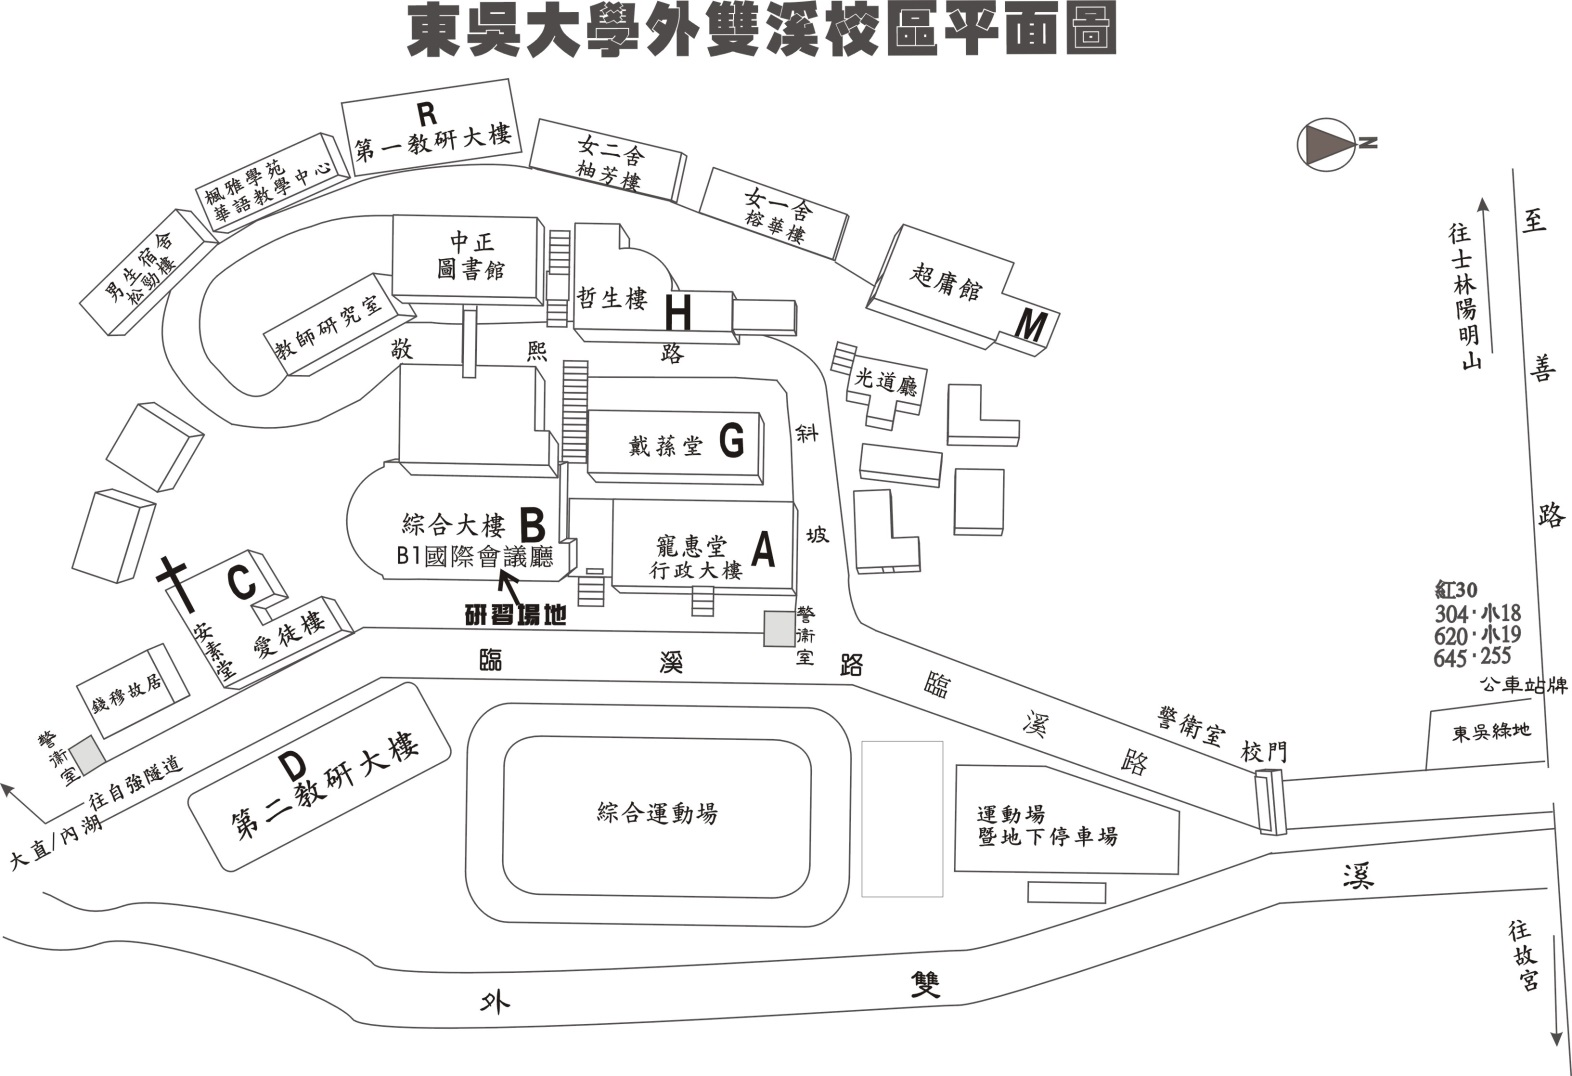 東吳大學外雙溪校區平面圖
R
第一教研大樓
女二舍
柚芳樓
女一舍
榕華樓
楓雅學苑
華語教學中心
男生宿舍
松勁樓
N
至善路
往士林陽明山
中正
圖書館
哲生樓
H
超庸館
M
教師研究室
敬熙路
光道廳
戴蓀堂
G
斜坡
綜合大樓
B
B1國際會議廳
研習場地
寵惠堂
行政大樓
A
警衛室
C
安素堂
愛徒樓
臨溪路
臨溪路
紅30
304·小18
620·小19
645·255
公車站牌
東吳綠地
錢穆故居
警衛室
往自強隧道
大直/內湖
D
第二教研大樓
綜合運動場
運動場
暨地下停車場
警衛室
校門
外雙溪
往故宮